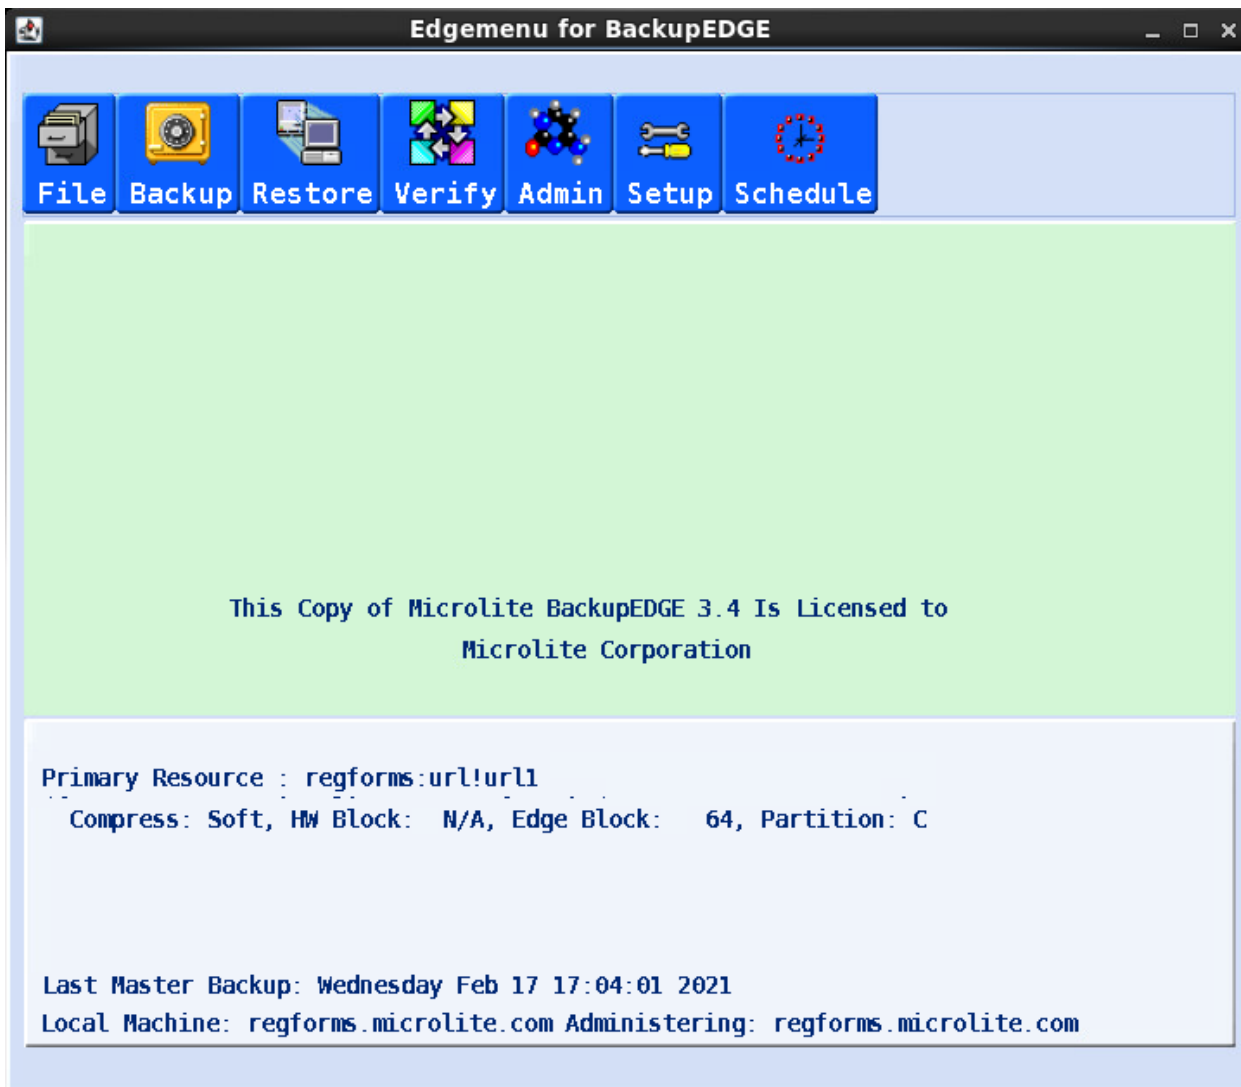 Edgemenu for BackupEDGE
File Backup Restore Verify Admin Setup Schedule
This Copy of Microlite BackupEDGE 3.4 Is Licensed to
Microlite Corporation
Primary Resource : regforms:url!url1
Compress: Soft, HW Block: N/A, Edge Block: 64, Partition: C
Last Master Backup: Wednesday Feb 17 17:04:01 2021
Local Machine: regforms.microlite.com Administering: regforms.microlite.com